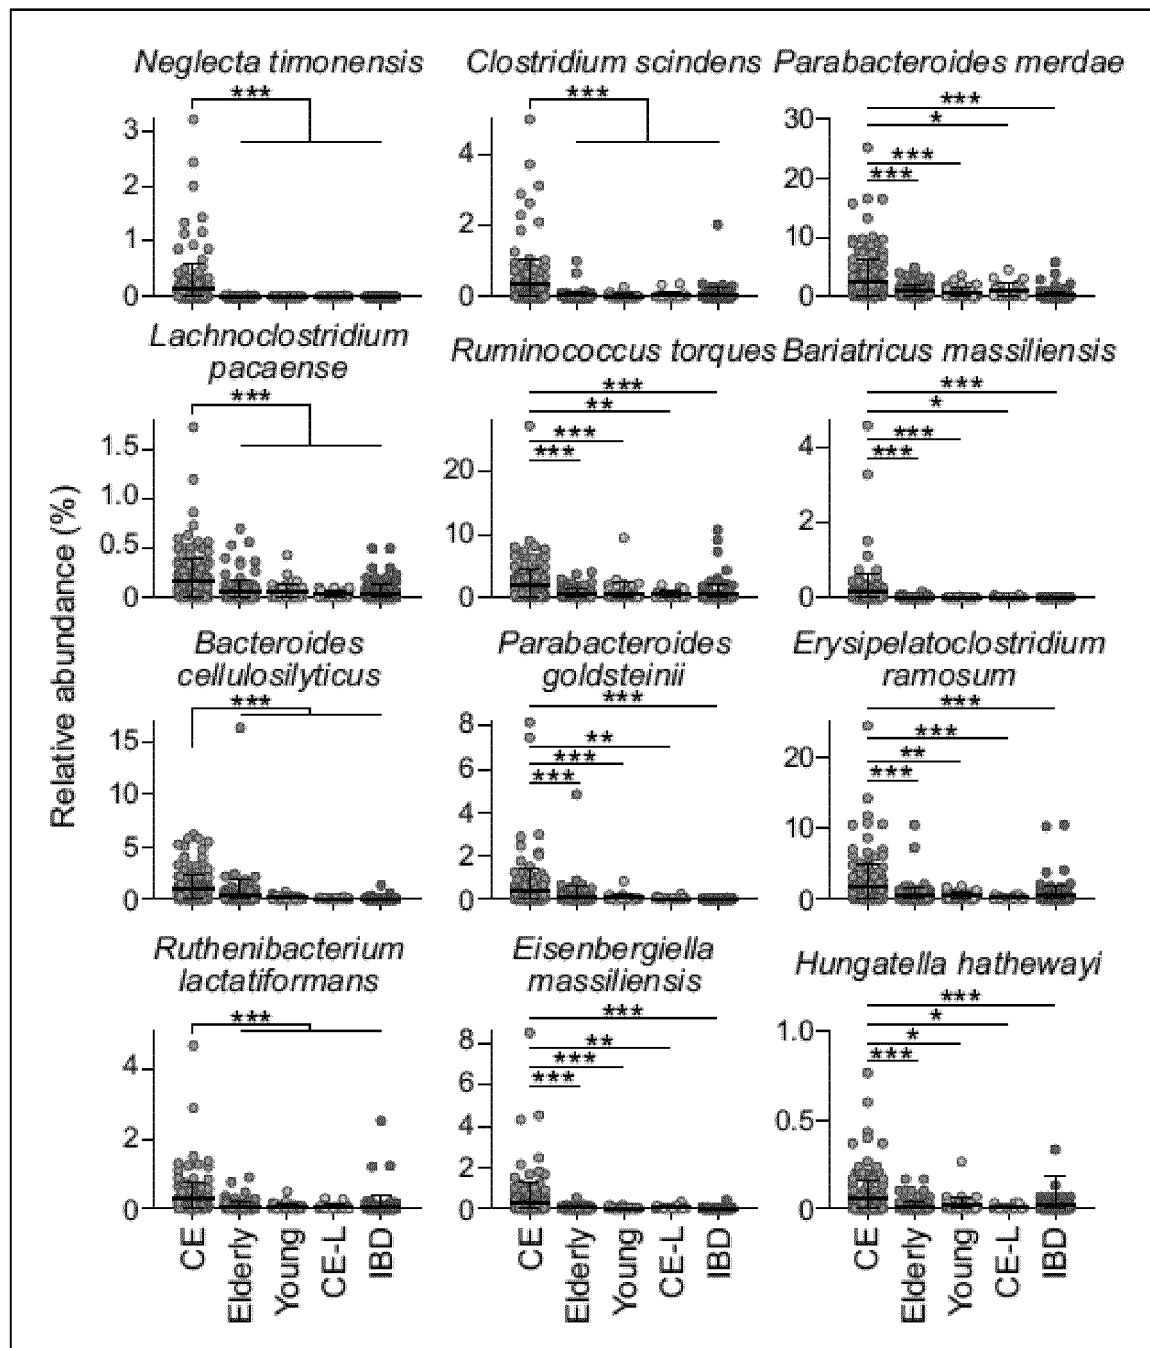 Neglecta timonensis
***
3
2
1
0
Clostridium scindens
***
4
2
0
Parabacteroides merdae
***
*
***
***
30
20
10
0
Lachnoclostridium
pacaense
***
1.5
1.0
0.5
0
Ruminococcus torques
***
**
***
***
20
10
0
Bariatricus massiliensis
***
*
***
***
4
2
0
Relative abundance (%)
Bacteroides
cellulosilyticus
***
15
10
5
0
Parabacteroides
goldsteinii
***
**
***
***
8
6
4
2
0
Erysipelatoclostridium
ramosum
***
***
**
***
20
10
0
Ruthenibacterium
lactatiformans
***
4
2
0
CE
Elderly
Young
CE-L
IBD
Eisenbergiella
massiliensis
***
**
***
***
8
6
4
2
0
CE
Elderly
Young
CE-L
IBD
Hungatella hathewayi
***
*
*
***
1.0
0.5
0
CE
Elderly
Young
CE-L
IBD